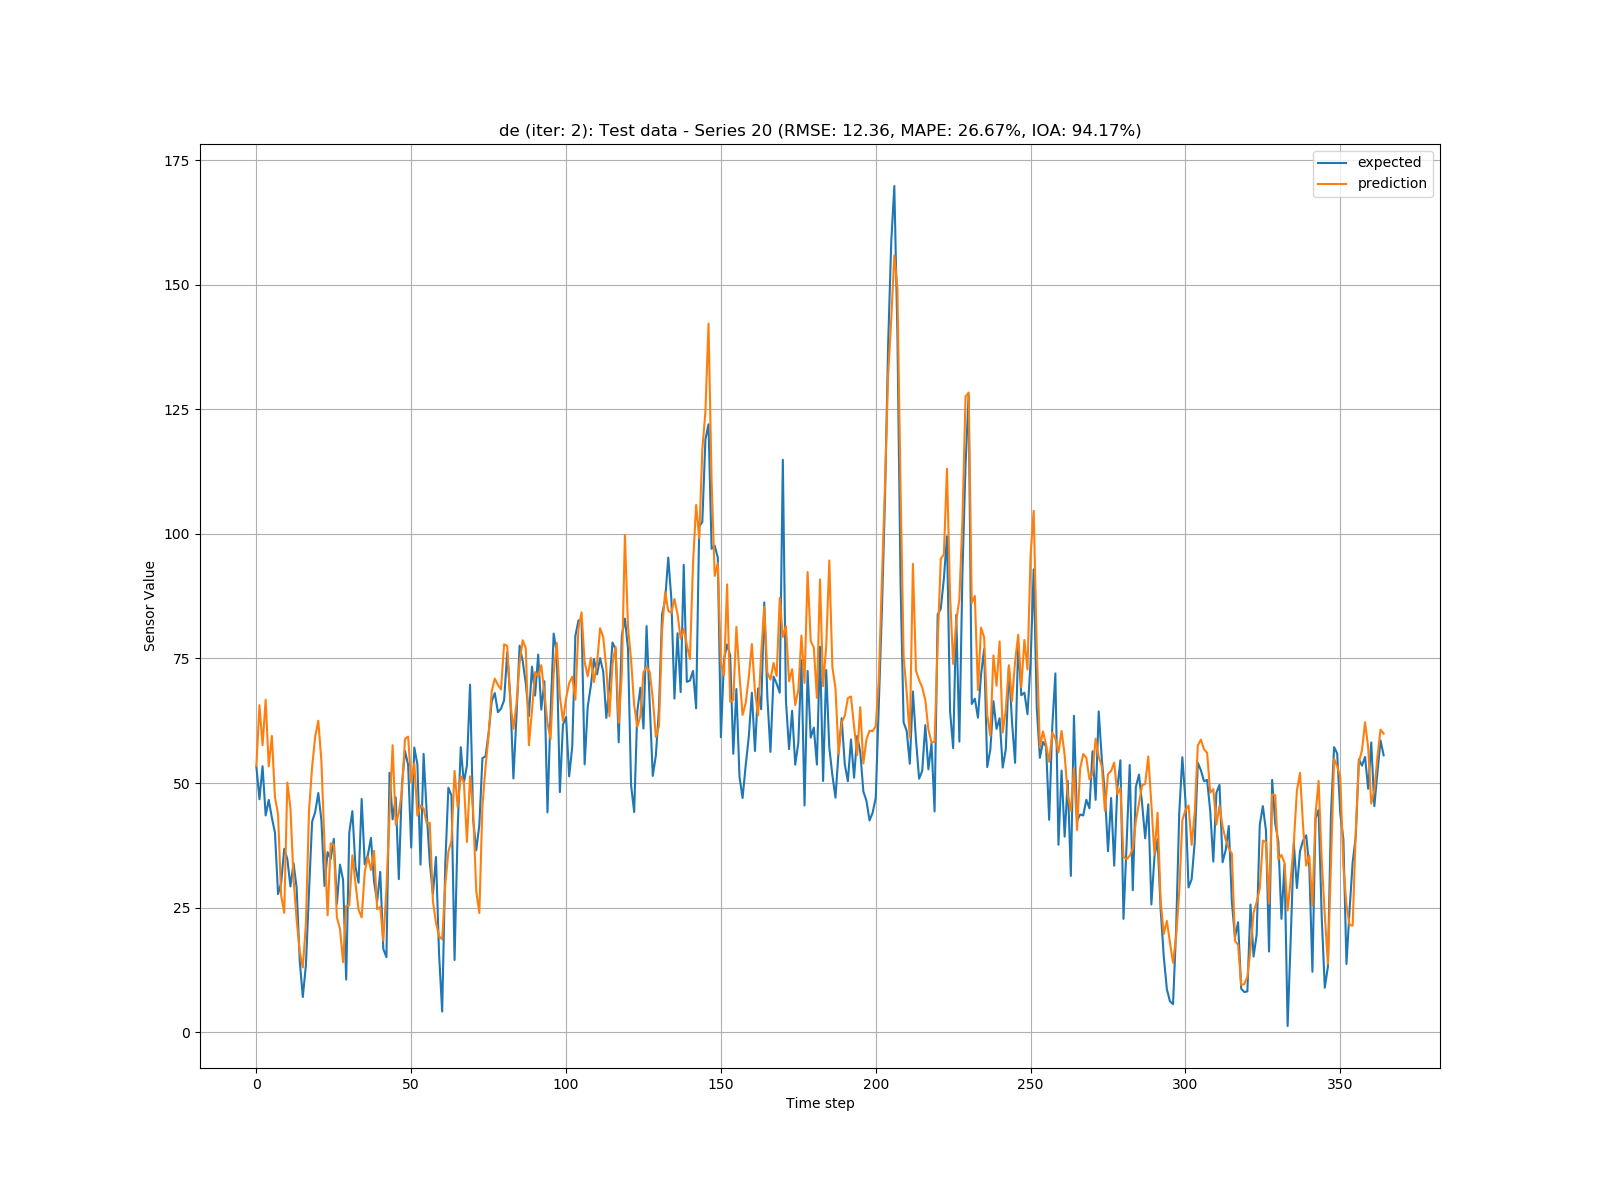 de (iter: 2): Test data - Series 20 (RMSE: 12.36, MAPE: 26.67%, IOA: 94.17%)
expected
prediction
175
150
125
100
75
50
25
0
Sensor Value
0 50 100 150 200 250 300 350
Time step